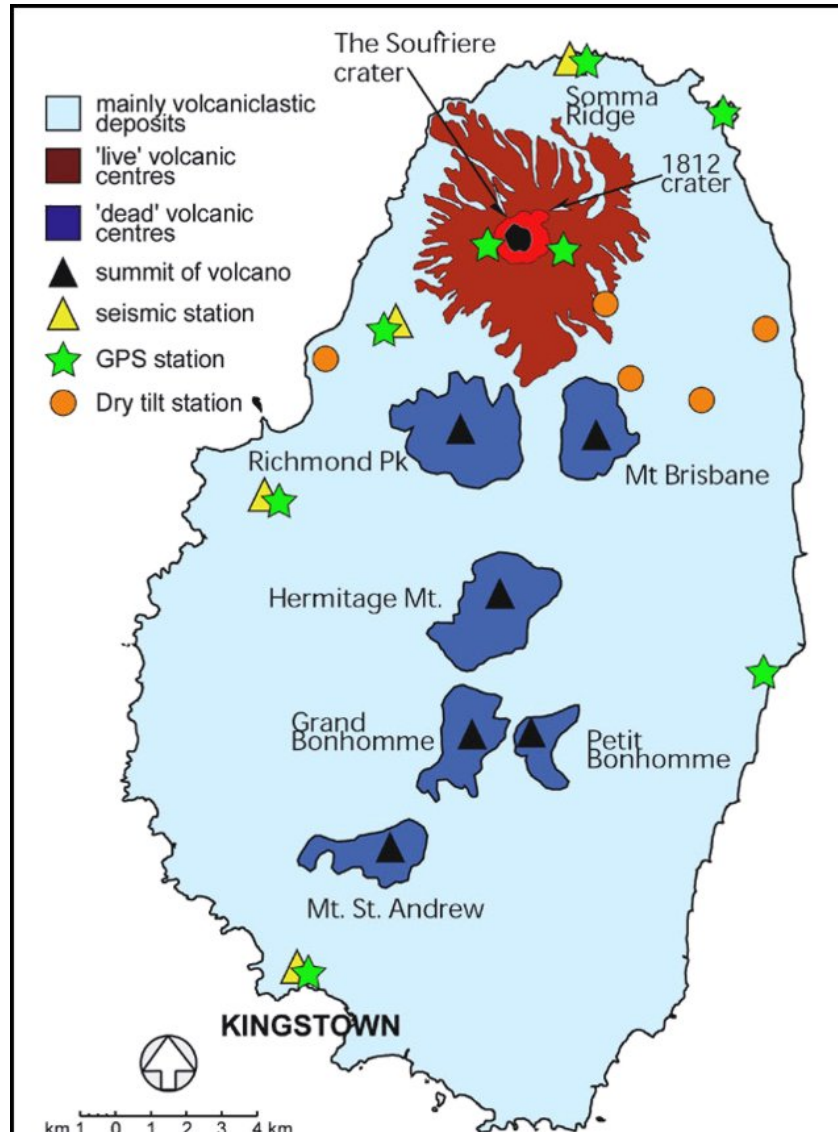 The Soufriere
crater
Somma
Ridge
1812
crater
mainly volcaniclastic
deposits
'live' volcanic
centres
'dead' volcanic
centres
summit of volcano
seismic station
GPS station
Dry tilt station
Richmond Pk
Mt Brisbane
Hermitage Mt.
Grand
Bonhomme
Petit
Bonhomme
Mt. St. Andrew
KINGSTOWN
km 1 0 1 2 4 km